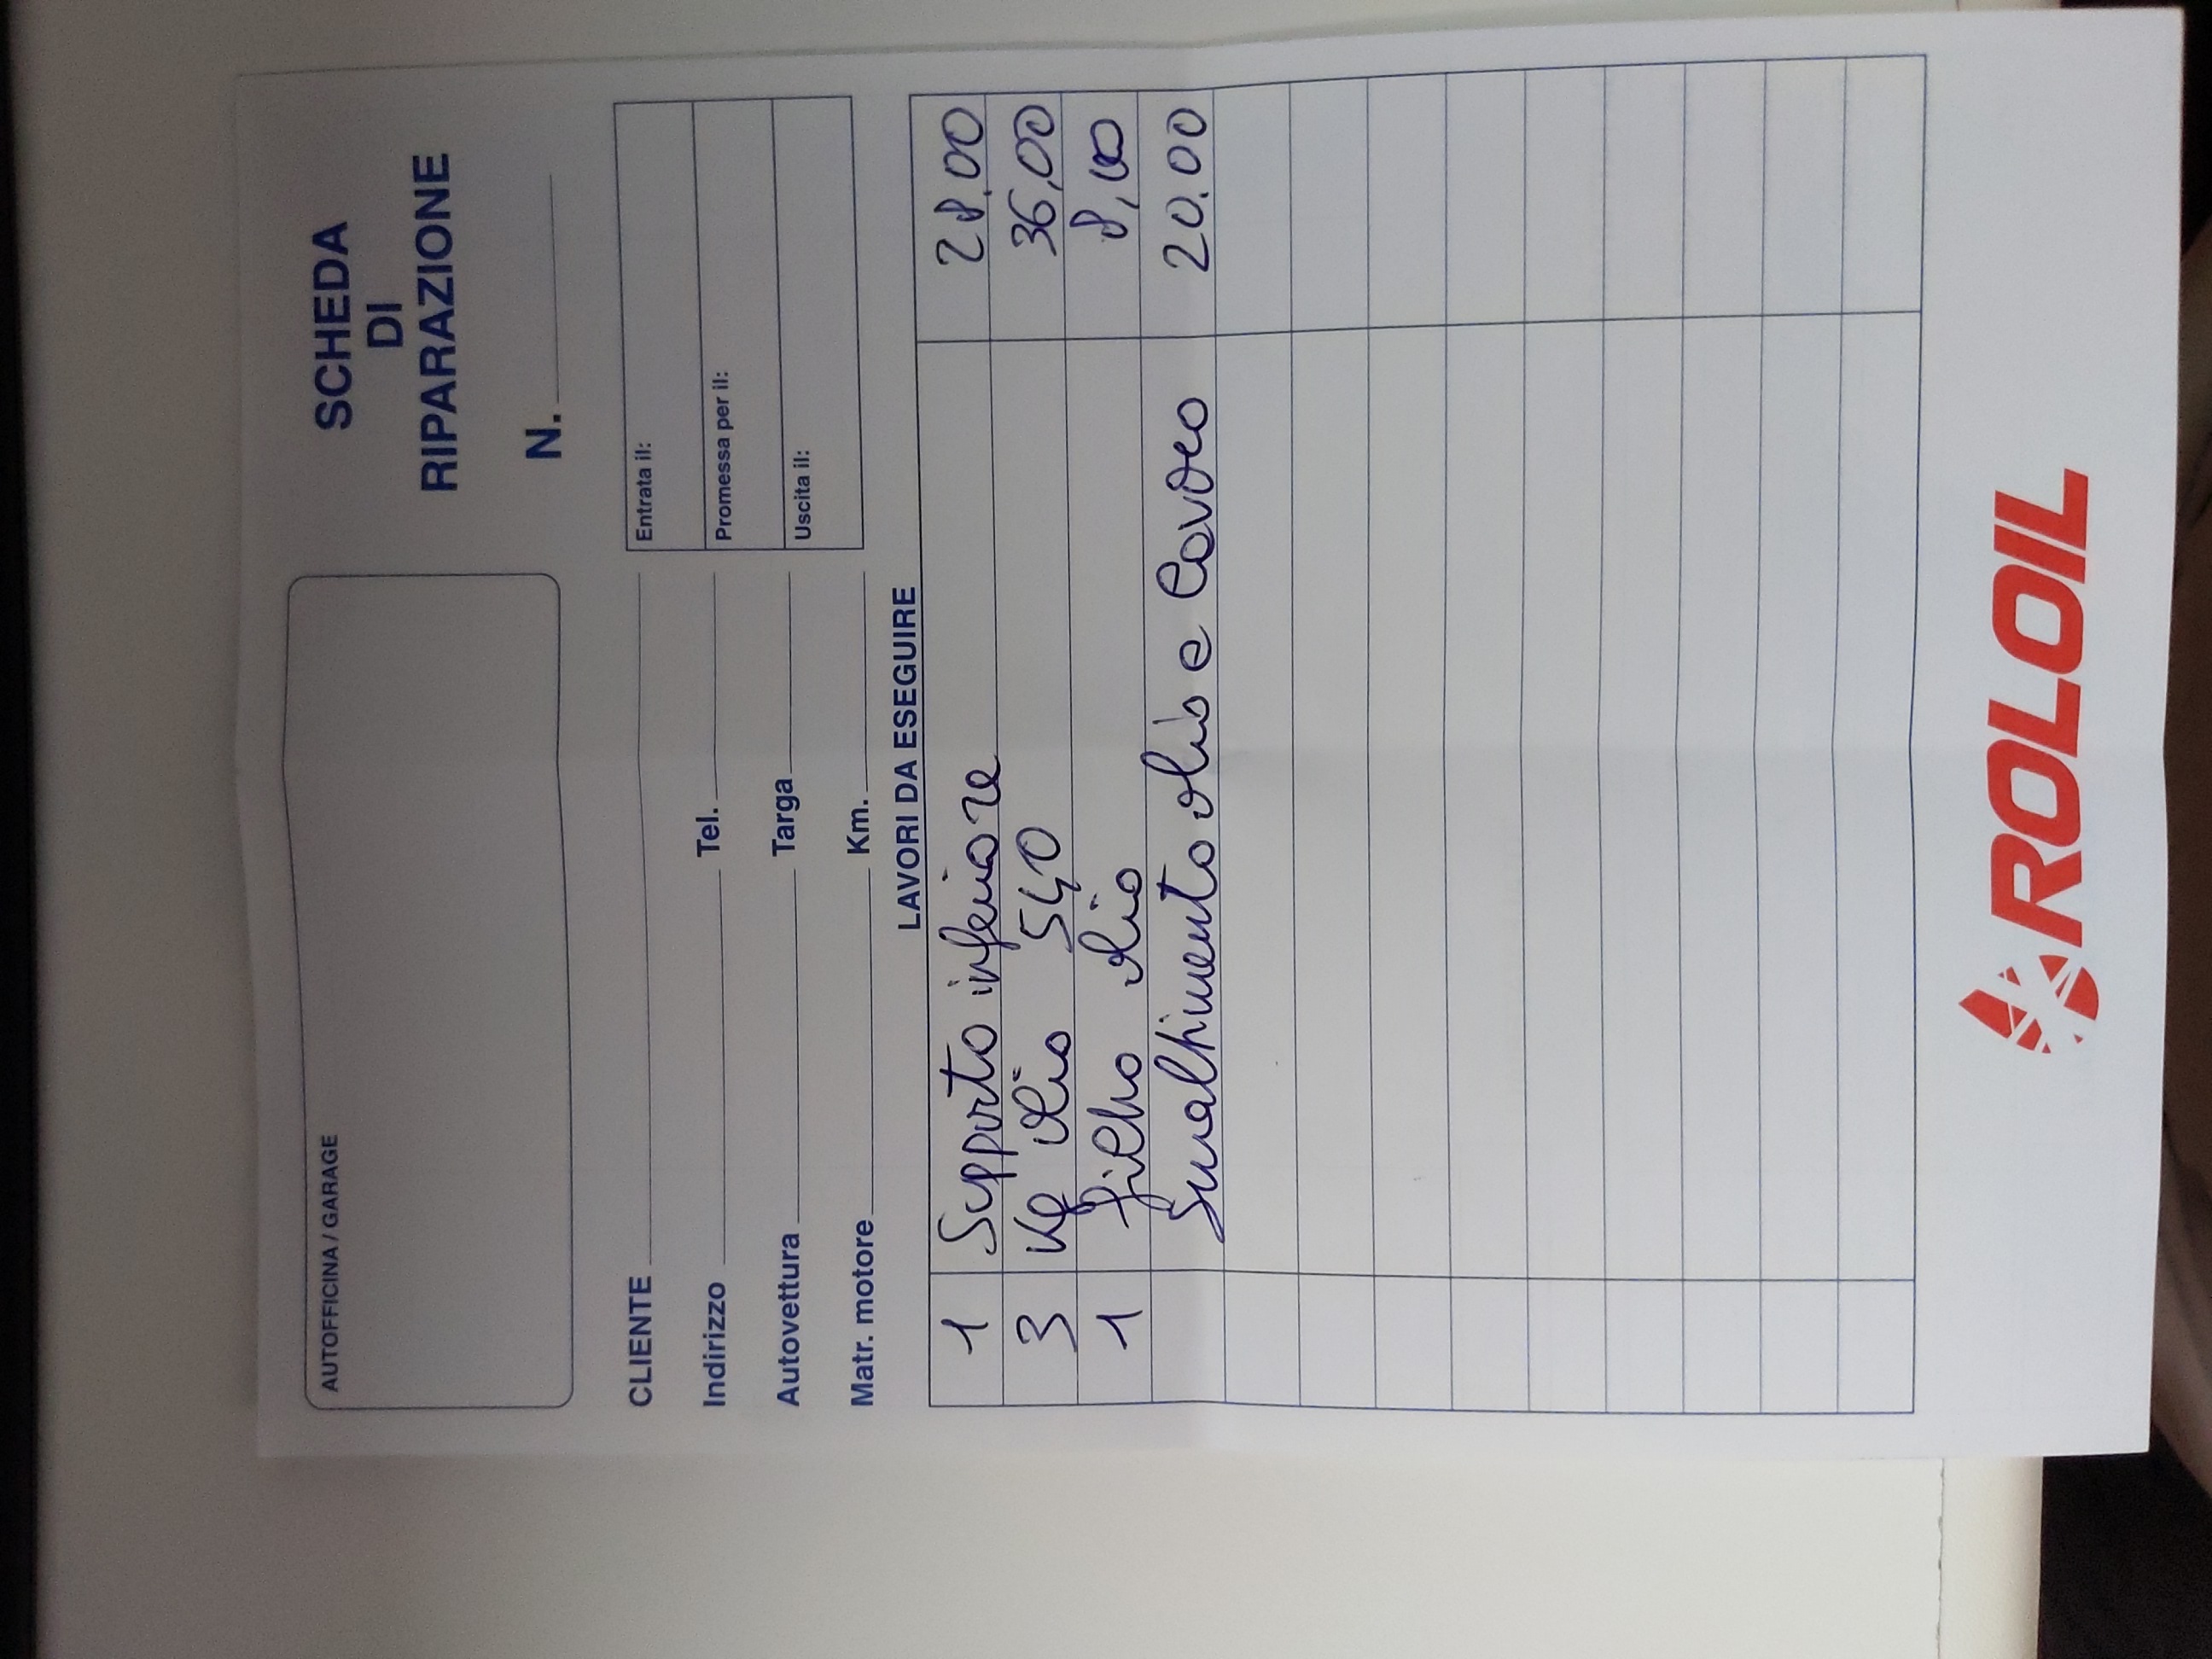 AUTOFFICINA / GARAGE
SCHEDA
DI
RIPARAZIONE
N.
CLIENTE
Indirizzo Tel.
Autovettura Targa
Matr. motore Km.
Entrata il:
Promessa per il:
Uscita il:
LAVORI DA ESEGUIRE
1 Supporto inferiore 28.00
3 Kg olio 540 36,00
1 filtro olio 8,00
Smaltimento olio e lavoro 20.00
ROLOIL